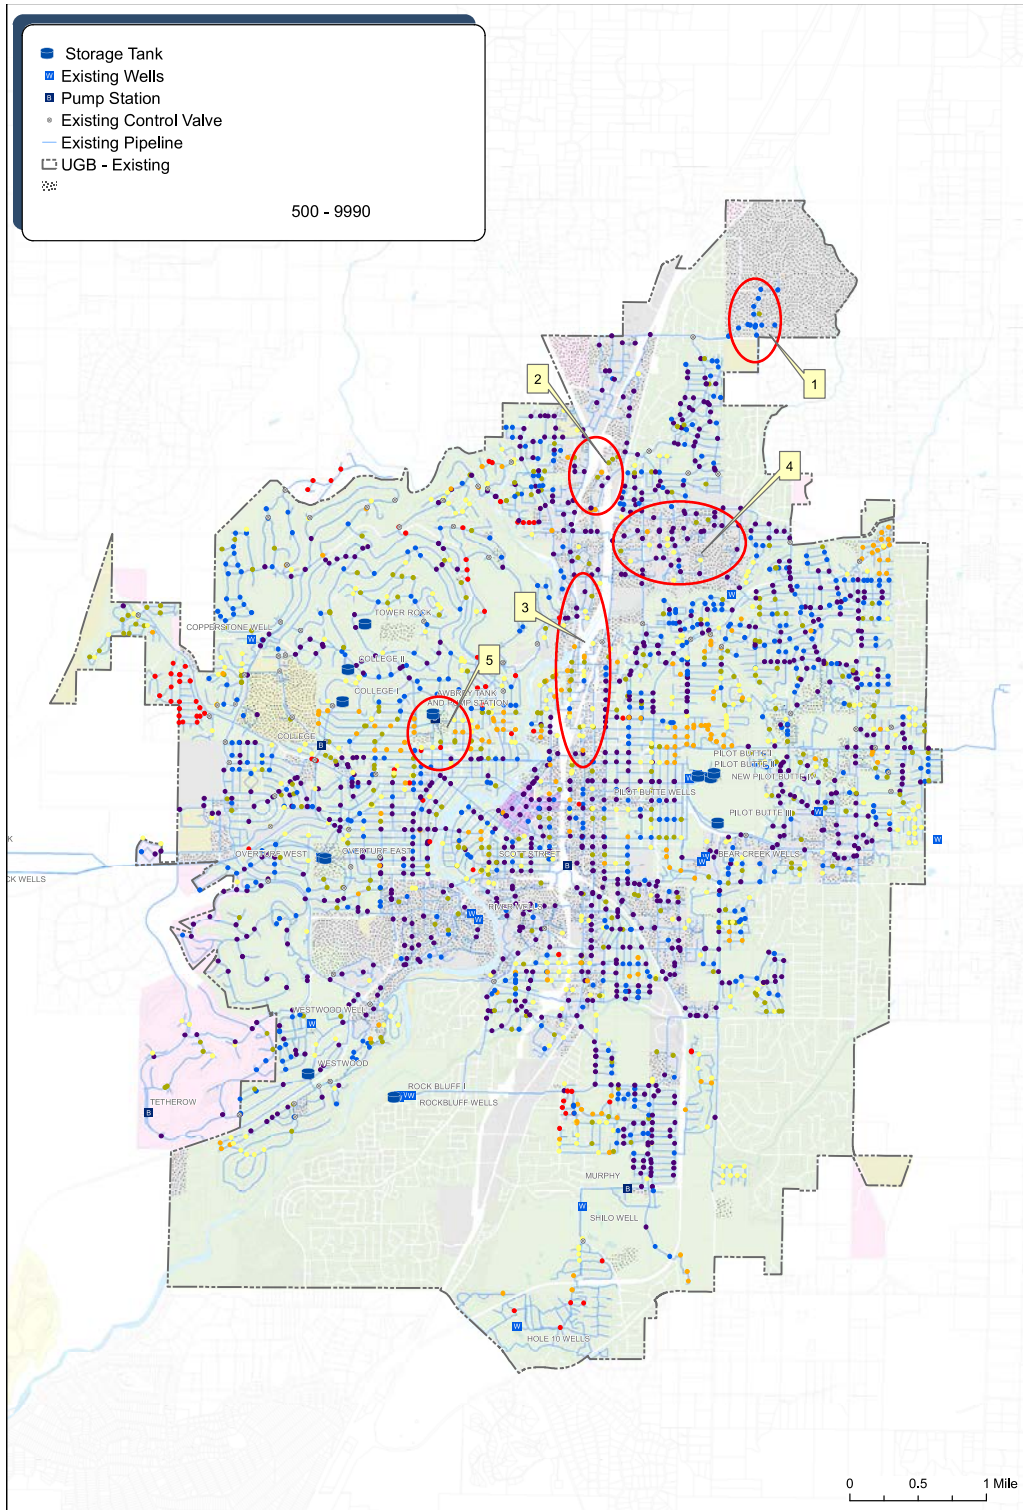 Storage Tank
W Existing Wells
B Pump Station
Existing Control Valve
Existing Pipeline
UGB - Existing
500 - 9990
1
2
4
3
TOWER ROCK
COPPERSTONE WELL
W
W
5
COLLEGE II
COLLEGE I
AWBREY TANK
AND PUMP STATION
COLLEGE
B
PILOT BUTTE I
PILOT BUTTE II
W
NEW PILOT BUTTE IV
PILOT BUTTE WELLS
PILOT BUTTE III
W
W
K
OVERTURE WEST
OVERTURE EAST
SCOTT STREET
W
W
BEAR CREEK WELLS
B
CK WELLS
RIVER WELLS
W
W
WESTWOOD WELL
W
WESTWOOD
ROCK BLUFF I
W
W
ROCKBLUFF WELLS
TETHEROW
B
MURPHY
B
W
SHILO WELL
W
HOLE 10 WELLS
0 0.5 1 Mile